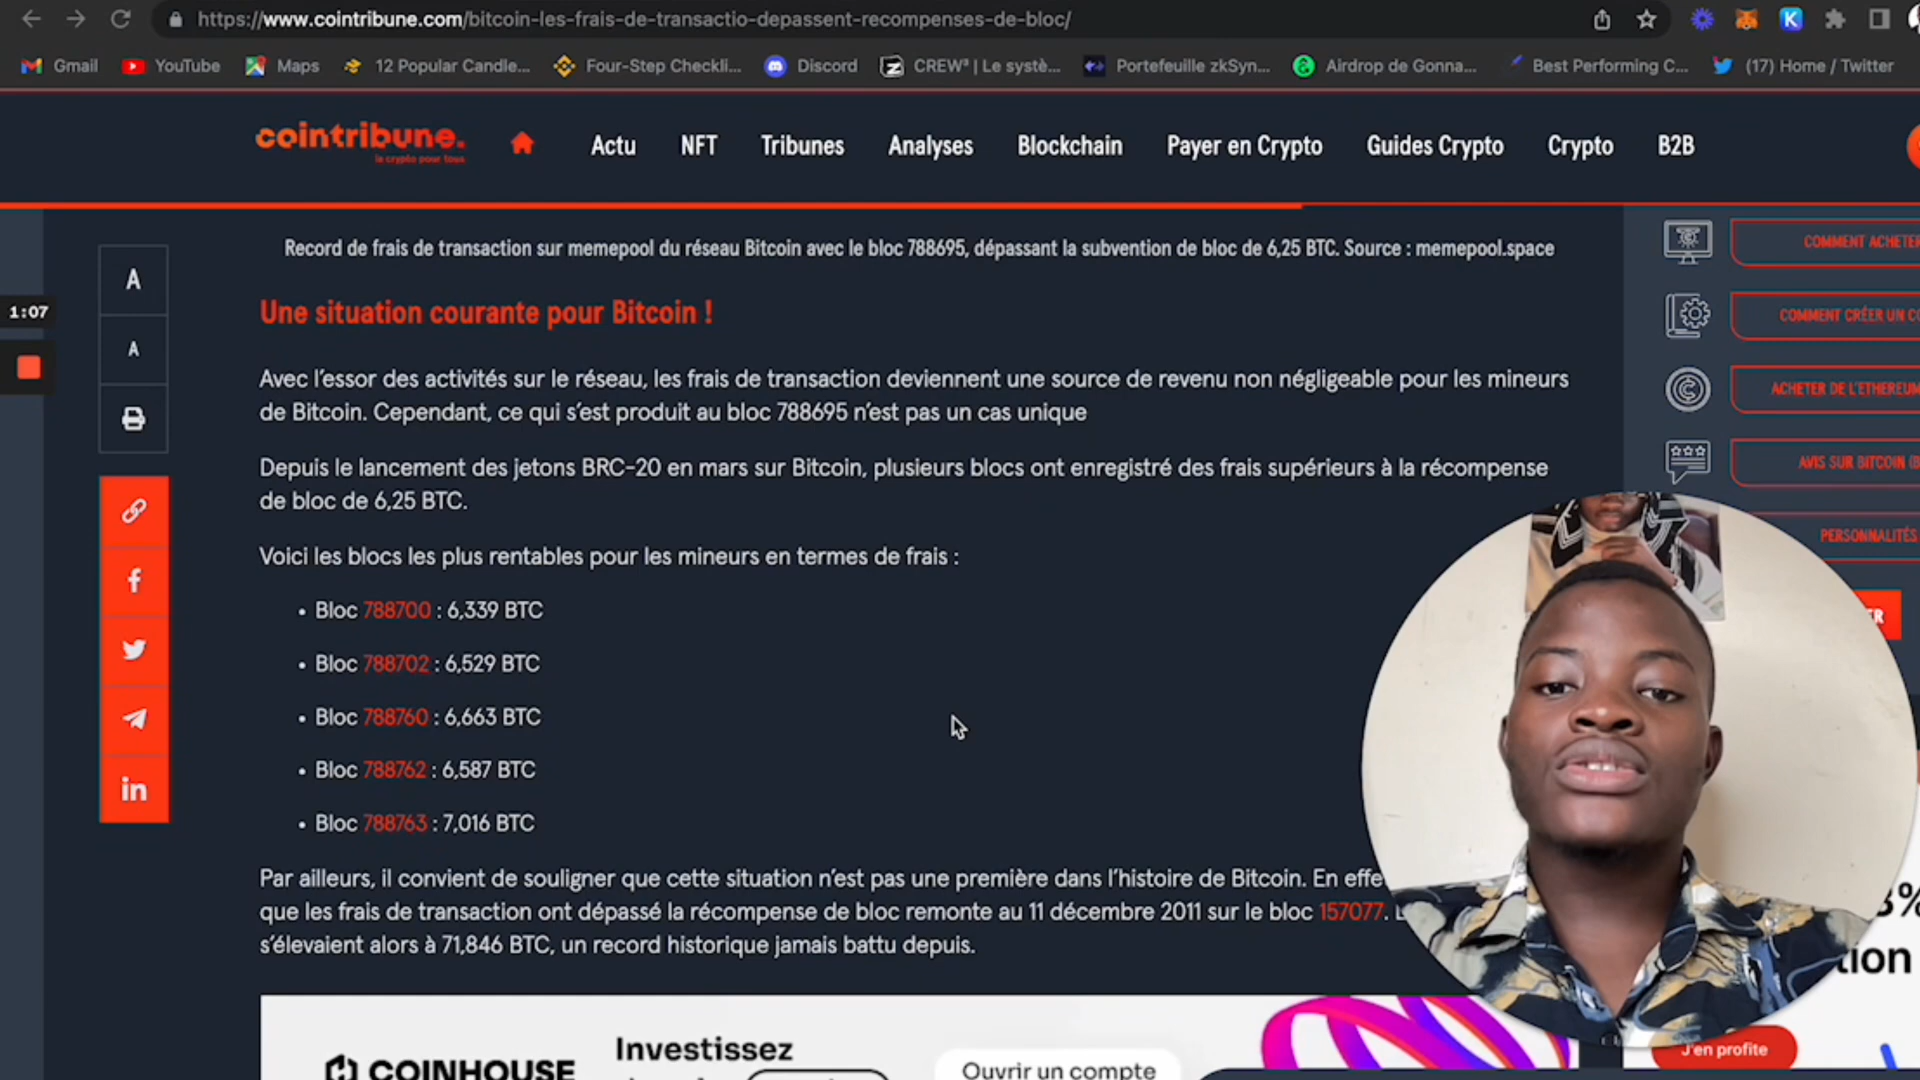 https://www.cointribune.com/bitcoin-les-frais-de-transactio-depassent-recompenses-de-bloc/
Gmail YouTube Maps 12 Popular Candle... Four-Step Checkli... Discord CREW³ | Le systè... Portefeuille zkSyn... Airdrop de Gonna... Best Performing C... (17) Home / Twitter
cointribune.
la crypto pour tous
Actu NFT Tribunes Analyses Blockchain Payer en Crypto Guides Crypto Crypto B2B
Record de frais de transaction sur memepool du réseau Bitcoin avec le bloc 788695, dépassant la subvention de bloc de 6,25 BTC. Source : memepool.space
COMMENT ACHETER
A
1:07
Une situation courante pour Bitcoin !
COMMENT CRÉER UN CO
A
Avec l'essor des activités sur le réseau, les frais de transaction deviennent une source de revenu non négligeable pour les mineurs
de Bitcoin. Cependant, ce qui s'est produit au bloc 788695 n'est pas un cas unique
ACHETER DE L'ETHEREUM
Depuis le lancement des jetons BRC-20 en mars sur Bitcoin, plusieurs blocs ont enregistré des frais supérieurs à la récompense
de bloc de 6,25 BTC.
AVIS SUR BITCOIN (B
PERSONNALITÉS
Voici les blocs les plus rentables pour les mineurs en termes de frais :
• Bloc 788700 : 6,339 BTC
• Bloc 788702 : 6,529 BTC
• Bloc 788760 : 6,663 BTC
• Bloc 788762 : 6,587 BTC
• Bloc 788763 : 7,016 BTC
Par ailleurs, il convient de souligner que cette situation n'est pas une première dans l'histoire de Bitcoin. En effe
que les frais de transaction ont dépassé la récompense de bloc remonte au 11 décembre 2011 sur le bloc 157077.
s'élevaient alors à 71,846 BTC, un record historique jamais battu depuis.
tion
COINHOUSE
Investissez
Ouvrir un compte
J'en profite